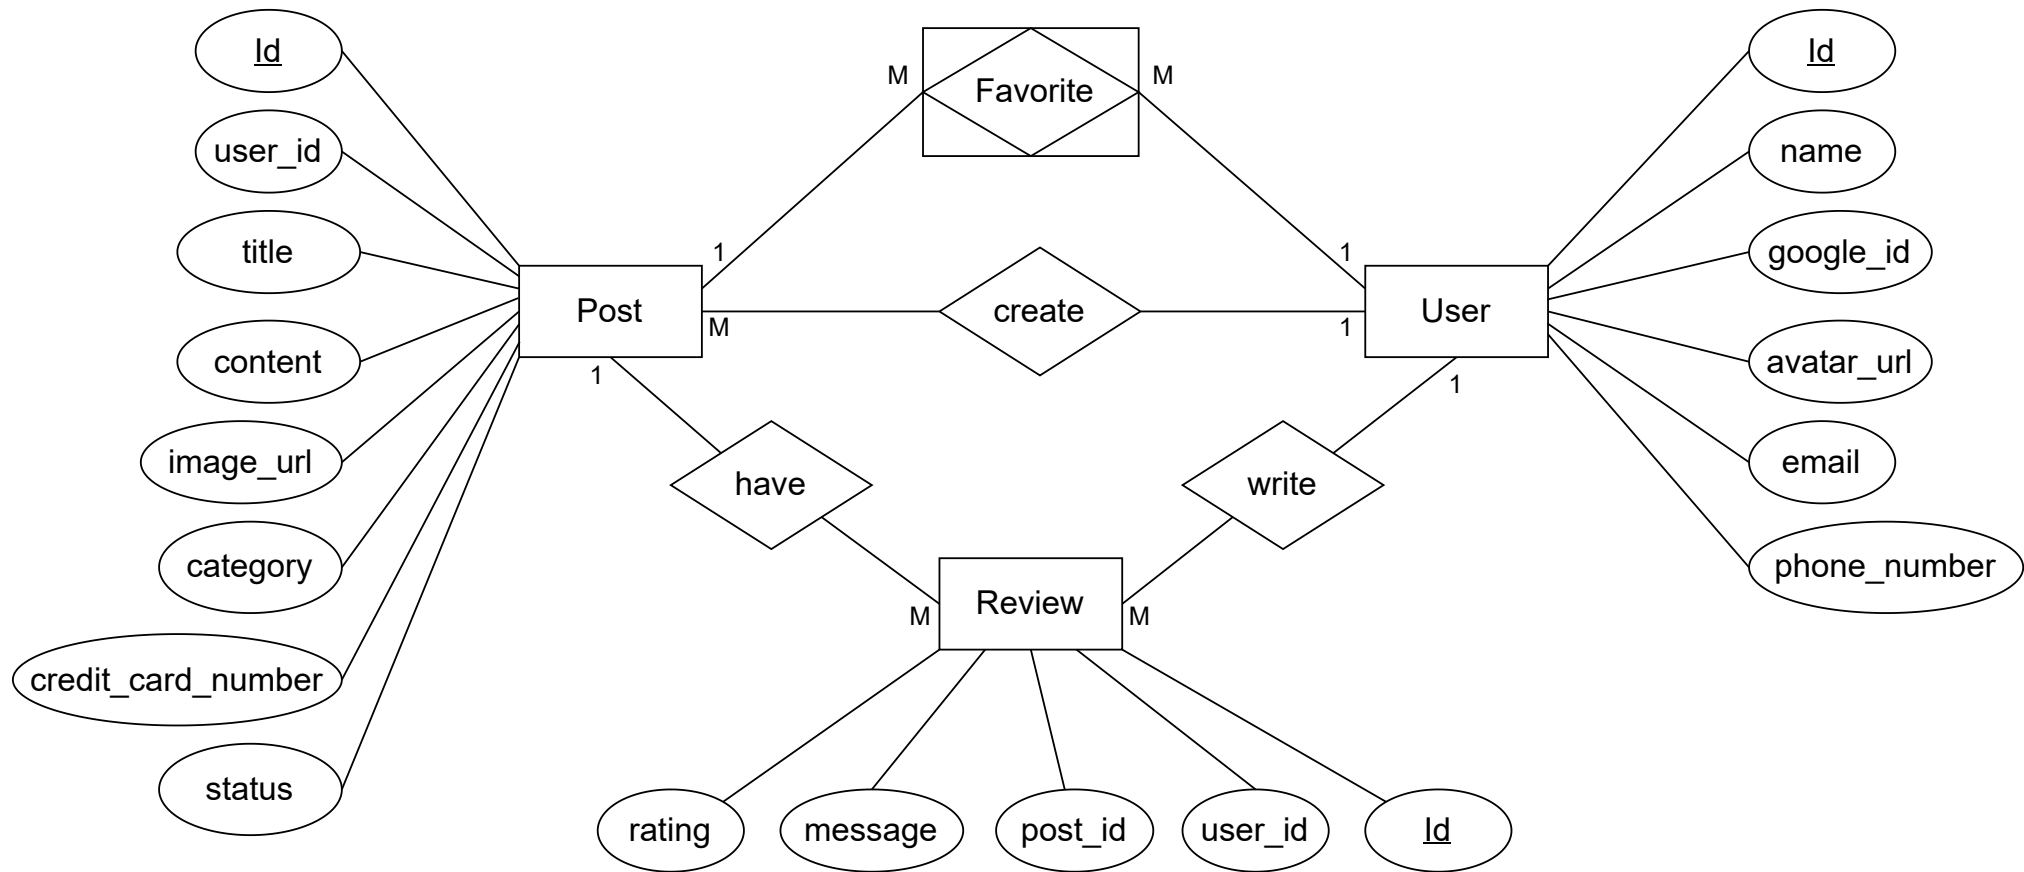 Id
user_id
title
content
image_url
category
credit_card_number
status
M
Favorite
M
1
1
Post
M
create
1
User
1
1
have
write
M
Review
M
rating
message
post_id
user_id
Id
Id
name
google_id
avatar_url
email
phone_number